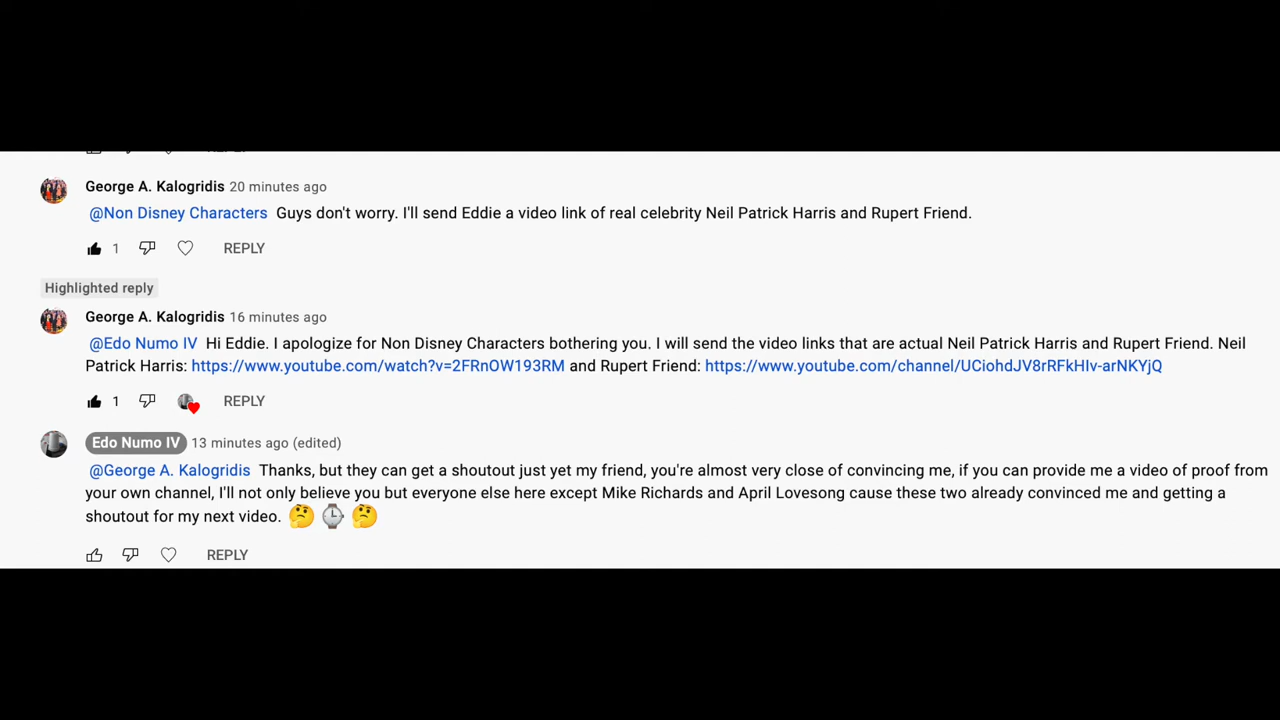 George A. Kalogridis 20 minutes ago
@Non Disney Characters Guys don't worry. I'll send Eddie a video link of real celebrity Neil Patrick Harris and Rupert Friend.
1 REPLY
Highlighted reply
George A. Kalogridis 16 minutes ago
@Edo Numo IV Hi Eddie. I apologize for Non Disney Characters bothering you. I will send the video links that are actual Neil Patrick Harris and Rupert Friend. Neil
Patrick Harris: https://www.youtube.com/watch?v=2FRnOW193RM and Rupert Friend: https://www.youtube.com/channel/UCiohdJV8rRFkHIv-arNKYjQ
1 REPLY
Edo Numo IV 13 minutes ago (edited)
@George A. Kalogridis Thanks, but they can get a shoutout just yet my friend, you're almost very close of convincing me, if you can provide me a video of proof from
your own channel, I'll not only believe you but everyone else here except Mike Richards and April Lovesong cause these two already convinced me and getting a
shoutout for my next video. 🤔 ⌚ 🤔
REPLY